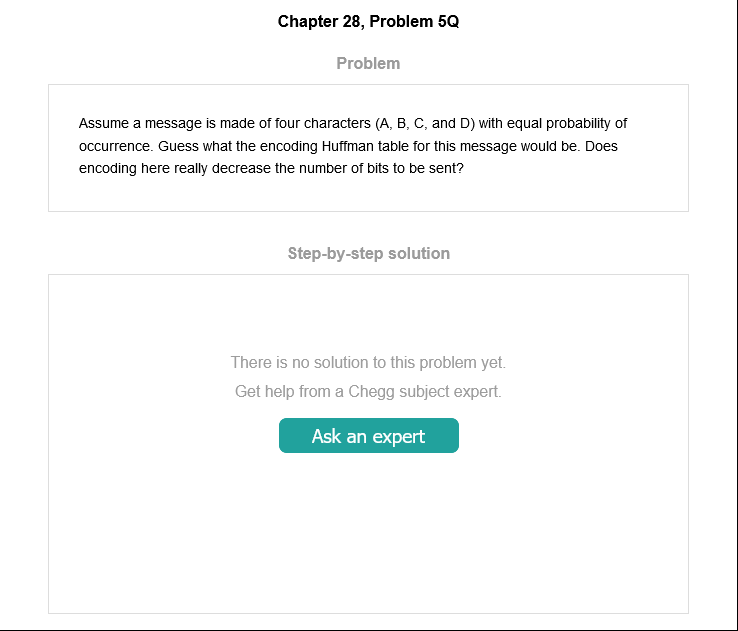 Chapter 28, Problem 5Q
Problem
Assume a message is made of four characters (A, B, C, and D) with equal probability of
occurrence. Guess what the encoding Huffman table for this message would be. Does
encoding here really decrease the number of bits to be sent?
Step-by-step solution
There is no solution to this problem yet.
Get help from a Chegg subject expert.
Ask an expert